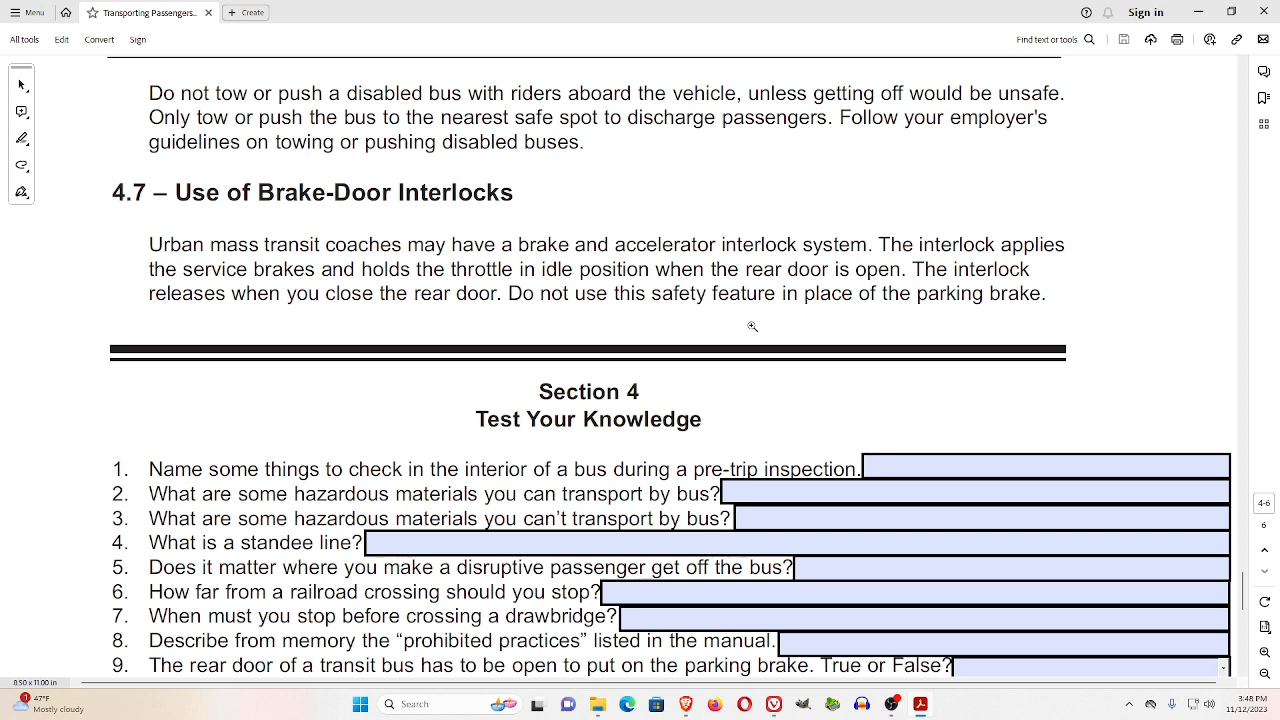 Menu
Transporting Passengers...
Create
Sign in
All tools
Edit
Convert
Sign
Find text or tools
Do not tow or push a disabled bus with riders aboard the vehicle, unless getting off would be unsafe.
Only tow or push the bus to the nearest safe spot to discharge passengers. Follow your employer's
guidelines on towing or pushing disabled buses.
4.7 – Use of Brake-Door Interlocks
Urban mass transit coaches may have a brake and accelerator interlock system. The interlock applies
the service brakes and holds the throttle in idle position when the rear door is open. The interlock
releases when you close the rear door. Do not use this safety feature in place of the parking brake.
Section 4
Test Your Knowledge
1. Name some things to check in the interior of a bus during a pre-trip inspection.
2. What are some hazardous materials you can transport by bus?
3. What are some hazardous materials you can’t transport by bus?
4. What is a standee line?
5. Does it matter where you make a disruptive passenger get off the bus?
6. How far from a railroad crossing should you stop?
7. When must you stop before crossing a drawbridge?
8. Describe from memory the “prohibited practices” listed in the manual.
9. The rear door of a transit bus has to be open to put on the parking brake. True or False?
4-6
6
8.50 x 11.00 in
1
47°F
Mostly cloudy
Search
3:48 PM
11/12/2023